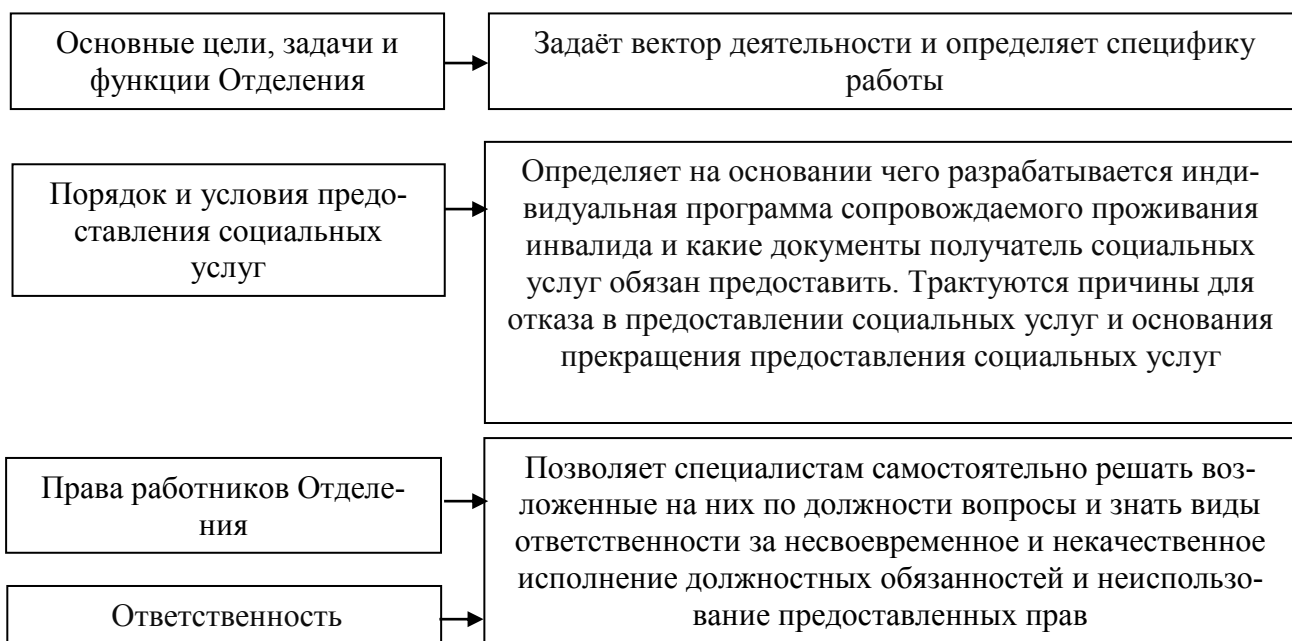 Основные цели, задачи и
функции Отделения
Задаёт вектор деятельности и определяет специфику
работы
Порядок и условия предо-
ставления социальных
услуг
Определяет на основании чего разрабатывается инди-
видуальная программа сопровождаемого проживания
инвалида и какие документы получатель социальных
услуг обязан предоставить. Трактуются причины для
отказа в предоставлении социальных услуг и основания
прекращения предоставления социальных услуг
Права работников Отделе-
ния
Ответственность
Позволяет специалистам самостоятельно решать воз-
ложенные на них по должности вопросы и знать виды
ответственности за несвоевременное и некачественное
исполнение должностных обязанностей и неиспользо-
вание предоставленных прав